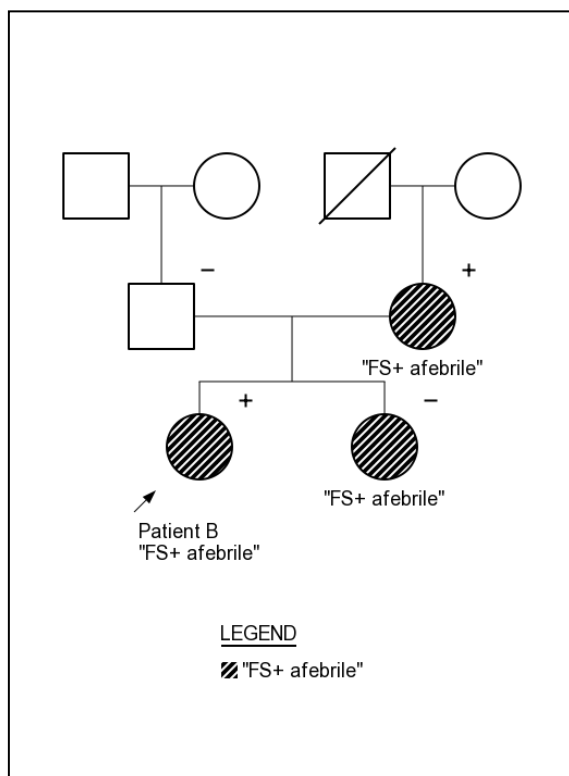 −
+
"FS+ afebrile"
+
−
"FS+ afebrile"
Patient B
"FS+ afebrile"
LEGEND
"FS+ afebrile"